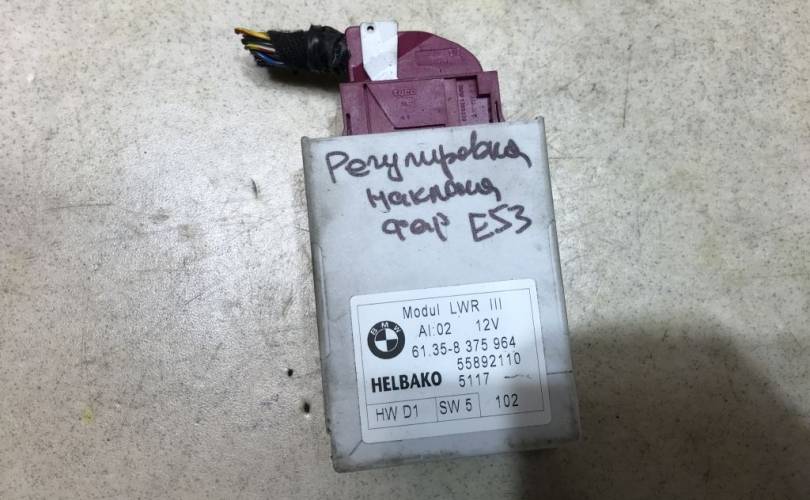 Регулировка
наклона
фар E53
Modul LWR III
BMW
AI:02 12V
61.35-8 375 964
55892110
HELBAKO 5117
HW D1 SW 5 102